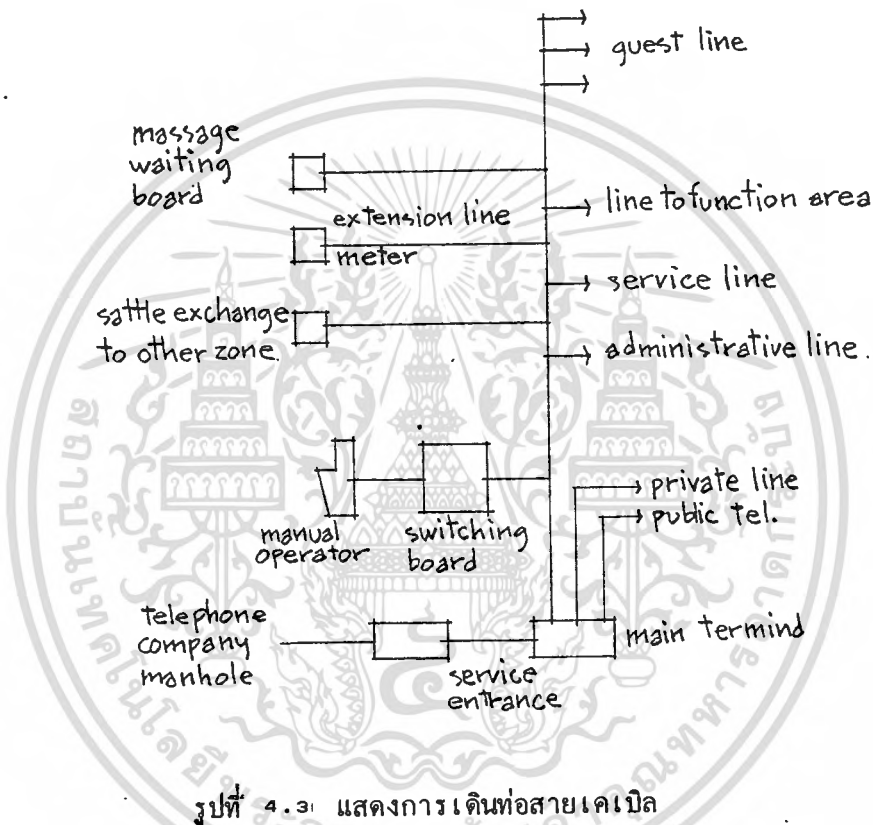 guest line
massage
waiting
board
extension line
meter
line to function area
service line
sattle exchange
to other zone.
administrative line.
private line
public tel.
manual
operator
switching
board
telephone
company
manhole
service
entrance
main termind
รูปที่ 4.31 แสดงการเดินท่อสายเคเบิล